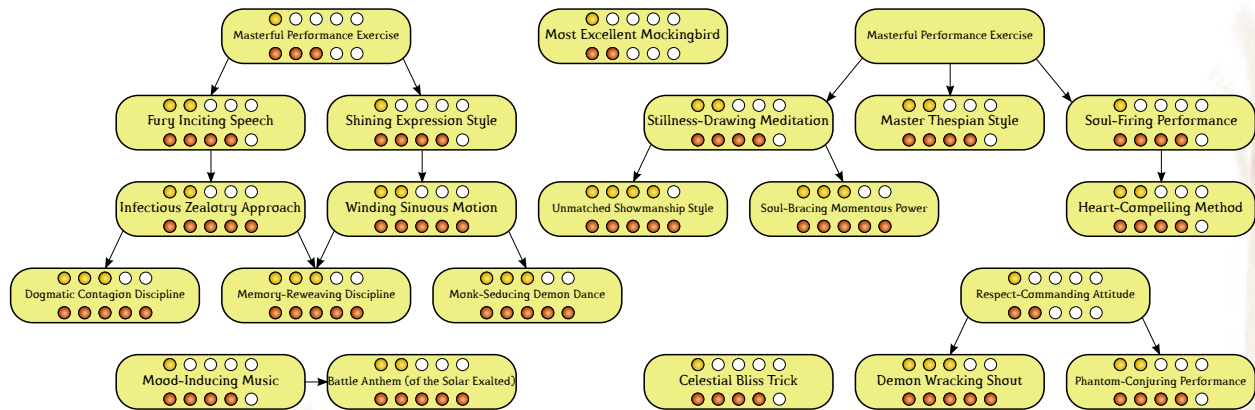 Masterful Performance Exercise
Most Excellent Mockingbird
Masterful Performance Exercise
Fury Inciting Speech
Shining Expression Style
Stillness-Drawing Meditation
Master Thespian Style
Soul-Firing Performance
Infectious Zealotry Approach
Winding Sinuous Motion
Unmatched Showmanship Style
Soul-Bracing Momentous Power
Heart-Compelling Method
Dogmatic Contagion Discipline
Memory-Reweaving Discipline
Monk-Seducing Demon Dance
Respect-Commanding Attitude
Mood-Inducing Music
Battle Anthem (of the Solar Exalted)
Celestial Bliss Trick
Demon Wracking Shout
Phantom-Conjuring Performance